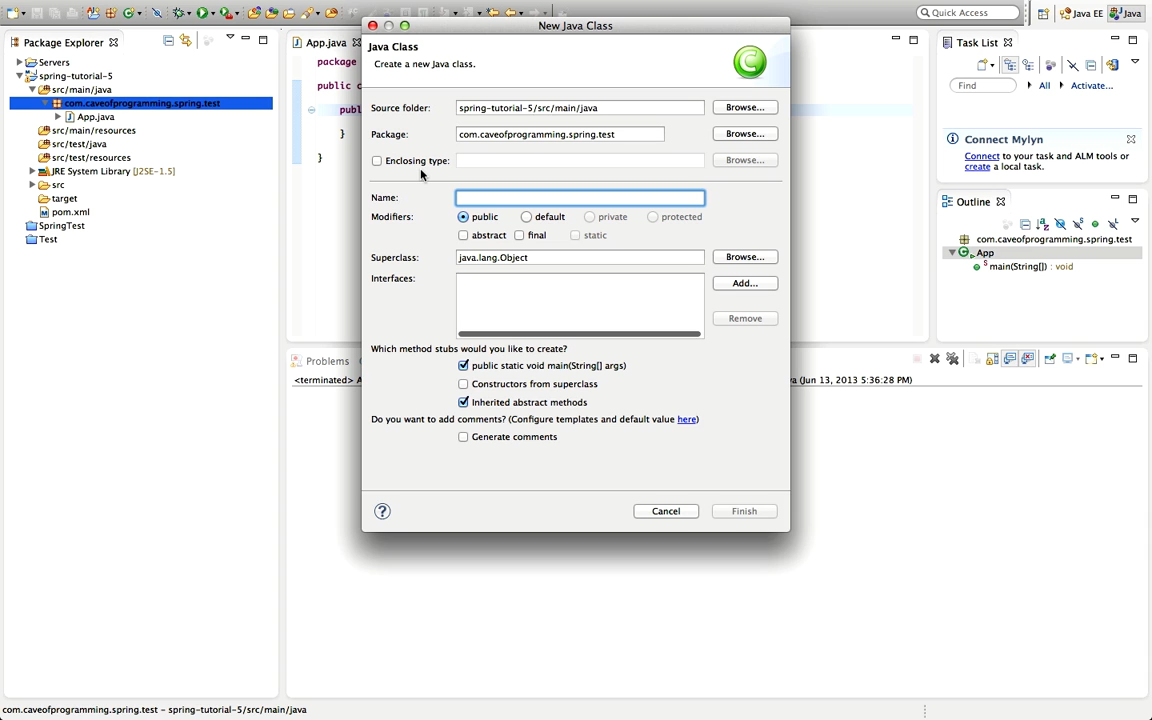 New Java Class
Quick Access
Java EE
Java
Package Explorer
Servers
spring-tutorial-5
src/main/java
com.caveofprogramming.spring.test
App.java
src/main/resources
src/test/java
src/test/resources
JRE System Library [J2SE-1.5]
src
target
pom.xml
SpringTest
Test
App.java
package
public c
publ
}
}
Java Class
Create a new Java class.
Source folder: spring-tutorial-5/src/main/java Browse...
Package: com.caveofprogramming.spring.test Browse...
Enclosing type: Browse...
Name:
Modifiers: public default private protected
abstract final static
Superclass: java.lang.Object Browse...
Interfaces: Add...
Remove
Which method stubs would you like to create?
public static void main(String[] args)
Constructors from superclass
Inherited abstract methods
Do you want to add comments? (Configure templates and default value here)
Generate comments
Cancel Finish
Task List
Find All Activate...
Connect Mylyn
Connect to your task and ALM tools or
create a local task.
Outline
com.caveofprogramming.spring.test
App
main(String[]) : void
Problems
<terminated> A
va (Jun 13, 2013 5:36:28 PM)
com.caveofprogramming.spring.test - spring-tutorial-5/src/main/java